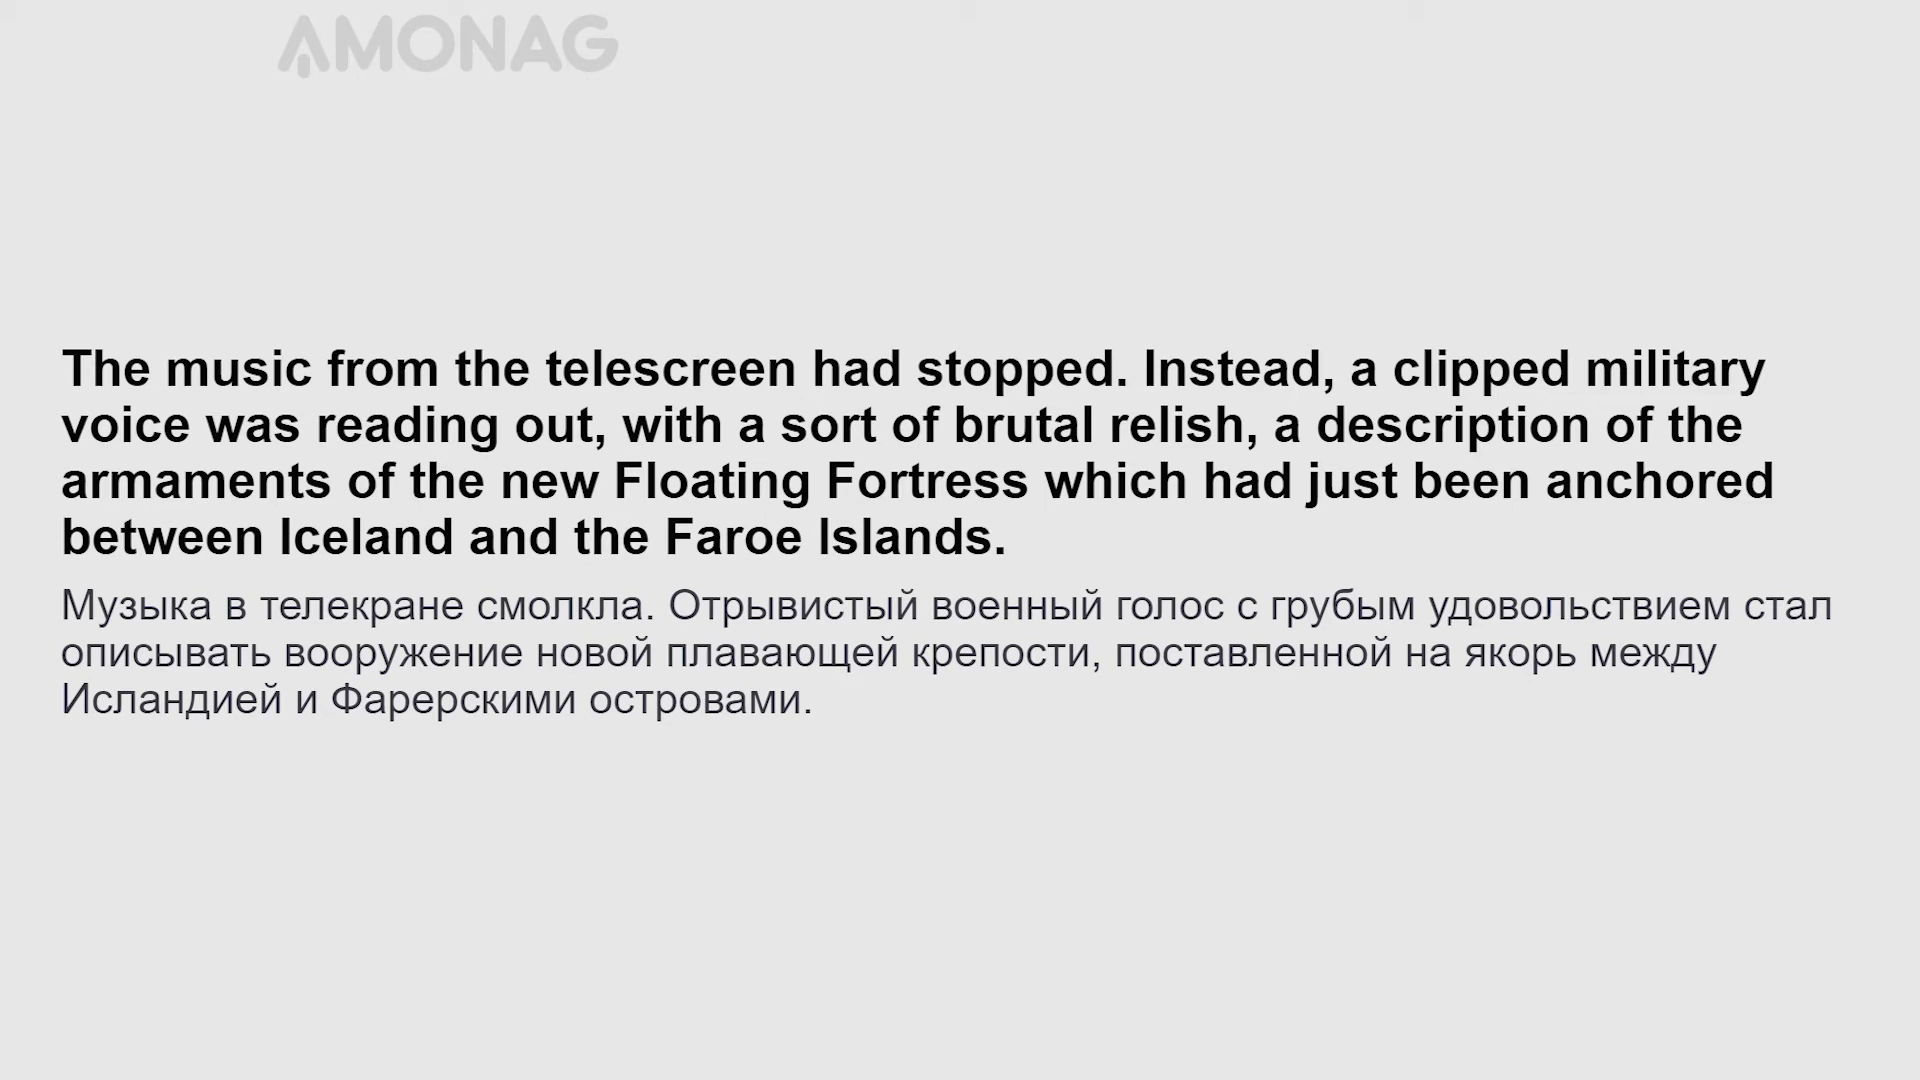 AMONAG
The music from the telescreen had stopped. Instead, a clipped military
voice was reading out, with a sort of brutal relish, a description of the
armaments of the new Floating Fortress which had just been anchored
between Iceland and the Faroe Islands.
Музыка в телекране смолкла. Отрывистый военный голос с грубым удовольствием стал
описывать вооружение новой плавающей крепости, поставленной на якорь между
Исландией и Фарерскими островами.